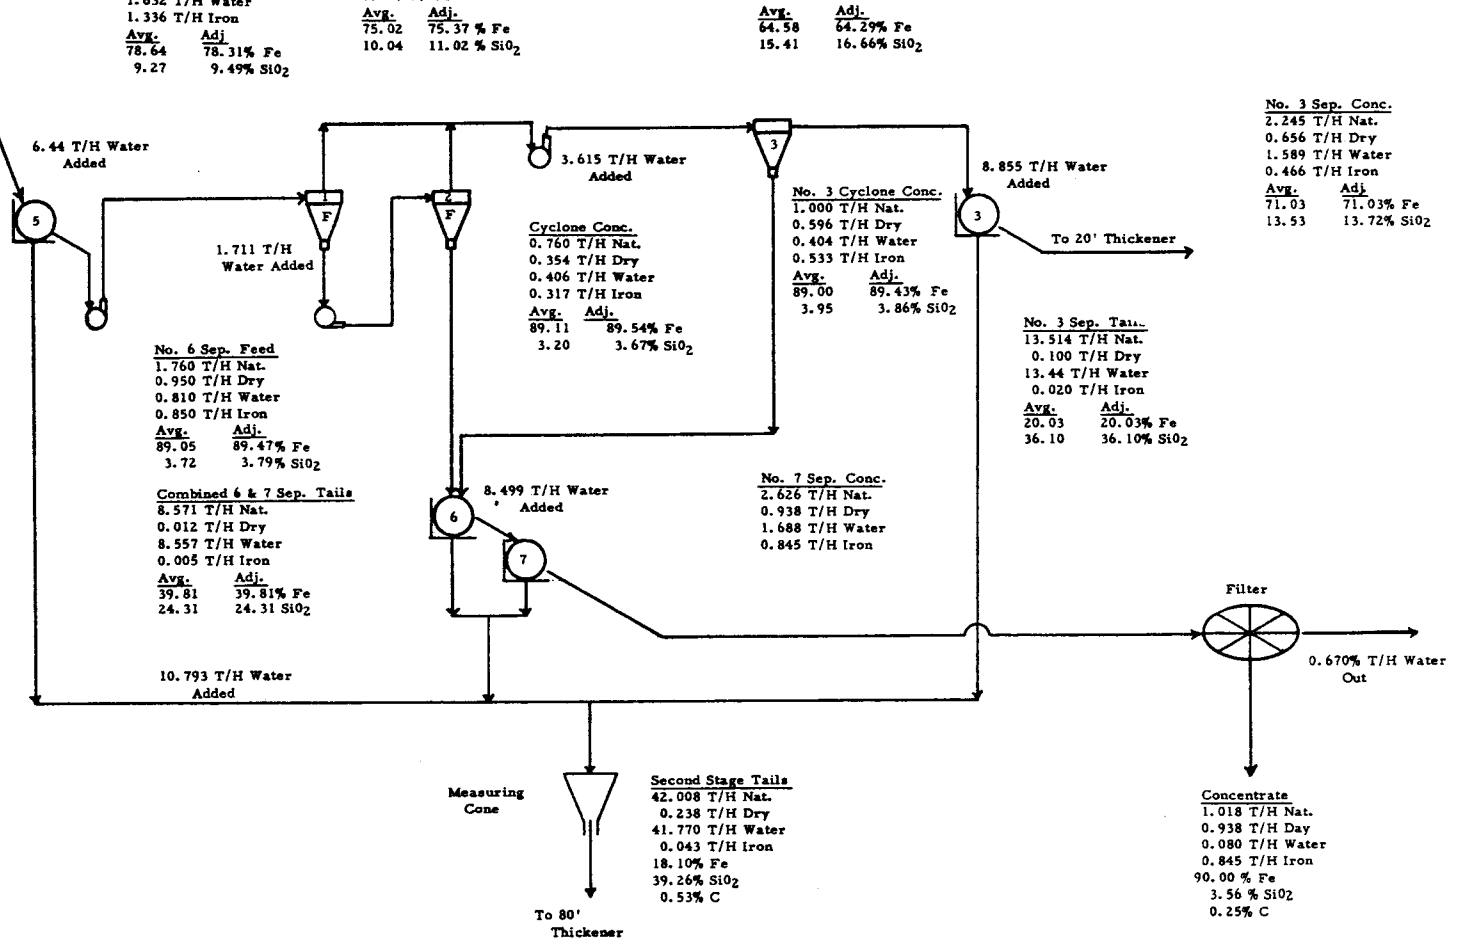 1.632 T/H Water
1.336 T/H Iron
Avg. Adj
78.64 78.31% Fe
9.27 9.49% SiO2
Avg. Adj.
75.02 75.37 % Fe
10.04 11.02 % SiO2
Avg. Adj.
64.58 64.29% Fe
15.41 16.66% SiO2
No. 3 Sep. Conc.
2.245 T/H Nat.
0.656 T/H Dry
1.589 T/H Water
0.466 T/H Iron
Avg. Adj
71.03 71.03% Fe
13.53 13.72% SiO2
6.44 T/H Water
Added
5
1
F
2
F
1.711 T/H
Water Added
3.615 T/H Water
Added
3
8.855 T/H Water
Added
3
To 20' Thickener
No. 3 Cyclone Conc.
1.000 T/H Nat.
0.596 T/H Dry
0.404 T/H Water
0.533 T/H Iron
Avg. Adj.
89.00 89.43% Fe
3.95 3.86% SiO2
Cyclone Conc.
0.760 T/H Nat.
0.354 T/H Dry
0.406 T/H Water
0.317 T/H Iron
Avg. Adj.
89.11 89.54% Fe
3.20 3.67% SiO2
No. 3 Sep.
13.514 T/H Nat.
0.100 T/H Dry
13.44 T/H Water
0.020 T/H Iron
Avg. Adj.
20.03 20.03% Fe
36.10 36.10% SiO2
No. 6 Sep. Feed
1.760 T/H Nat.
0.950 T/H Dry
0.810 T/H Water
0.850 T/H Iron
Avg. Adj.
89.05 89.47% Fe
3.72 3.79% SiO2
Combined 6 & 7 Sep. Tails
8.571 T/H Nat.
0.012 T/H Dry
8.557 T/H Water
0.005 T/H Iron
Avg. Adj.
39.81 39.81% Fe
24.31 24.31 SiO2
6
8.499 T/H Water
Added
7
No. 7 Sep. Conc.
2.626 T/H Nat.
0.938 T/H Dry
1.688 T/H Water
0.845 T/H Iron
Filter
0.670% T/H Water
Out
10.793 T/H Water
Added
Measuring
Cone
Second Stage Tails
42.008 T/H Nat.
0.238 T/H Dry
41.770 T/H Water
0.043 T/H Iron
18.10% Fe
39.26% SiO2
0.53% C
To 80'
Thickener
Concentrate
1.018 T/H Nat.
0.938 T/H Day
0.080 T/H Water
0.845 T/H Iron
90.00 % Fe
3.56 % SiO2
0.25% C